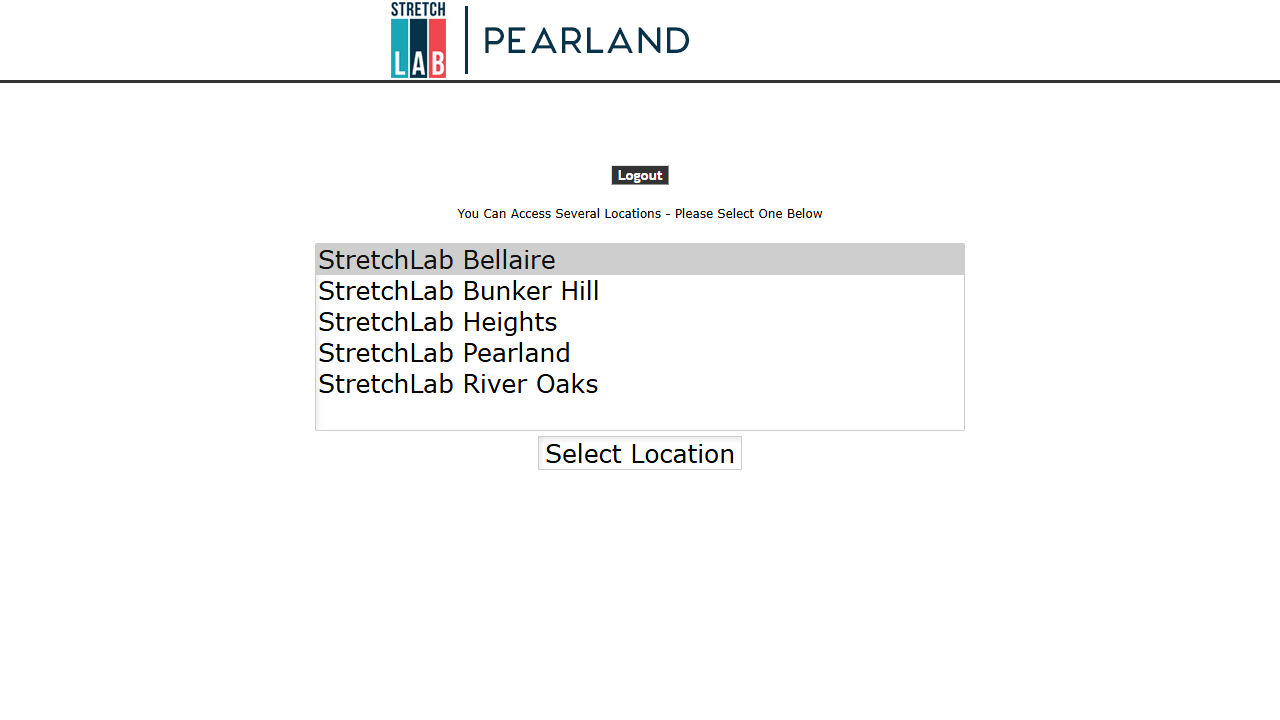 STRETCH
LAB
PEARLAND
Logout
You Can Access Several Locations - Please Select One Below
StretchLab Bellaire
StretchLab Bunker Hill
StretchLab Heights
StretchLab Pearland
StretchLab River Oaks
Select Location